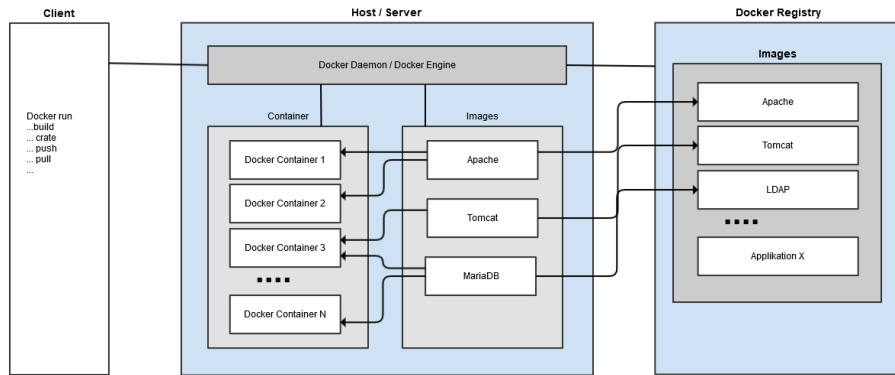 Client
Docker run
...build
... crate
... push
... pull
...
Host / Server
Docker Daemon / Docker Engine
Container
Docker Container 1
Docker Container 2
Docker Container 3
Docker Container N
Images
Apache
Tomcat
MariaDB
Docker Registry
Images
Apache
Tomcat
LDAP
Applikation X